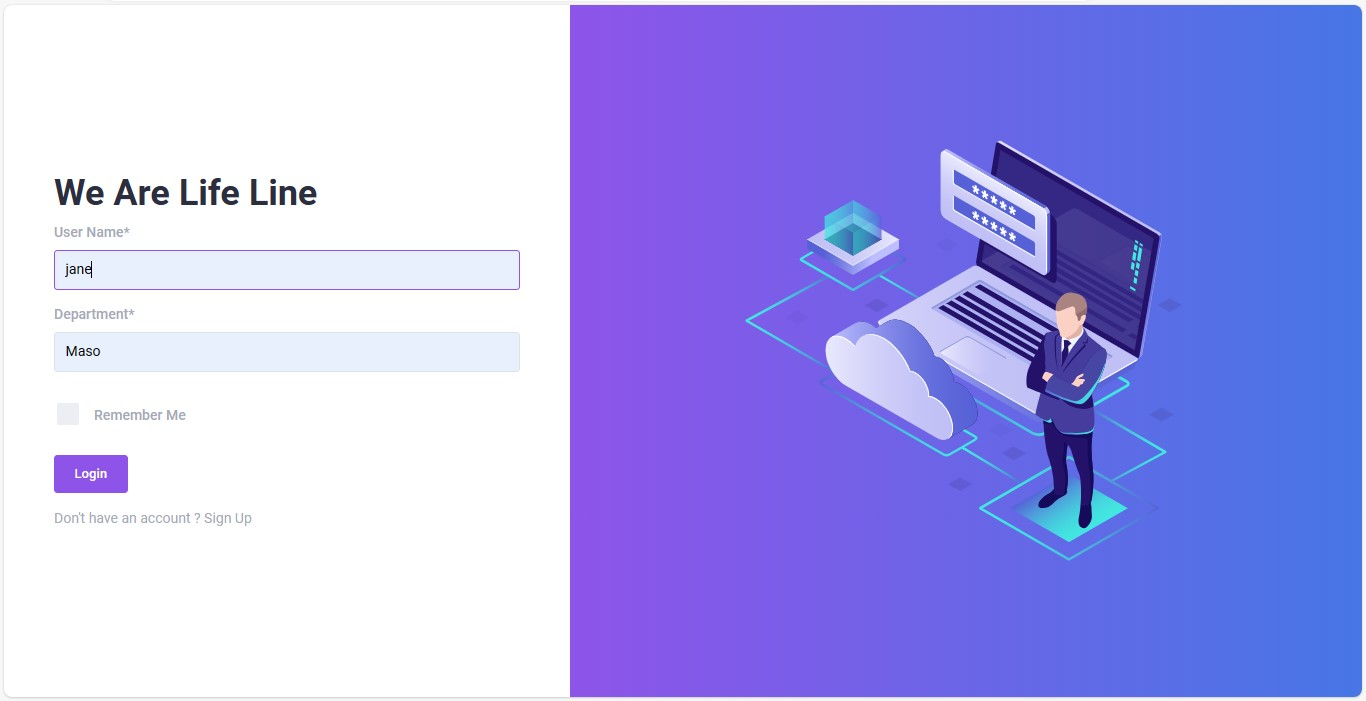 We Are Life Line
User Name*
jane
Department*
Maso
Remember Me
Login
Don't have an account ? Sign Up
*****
*****